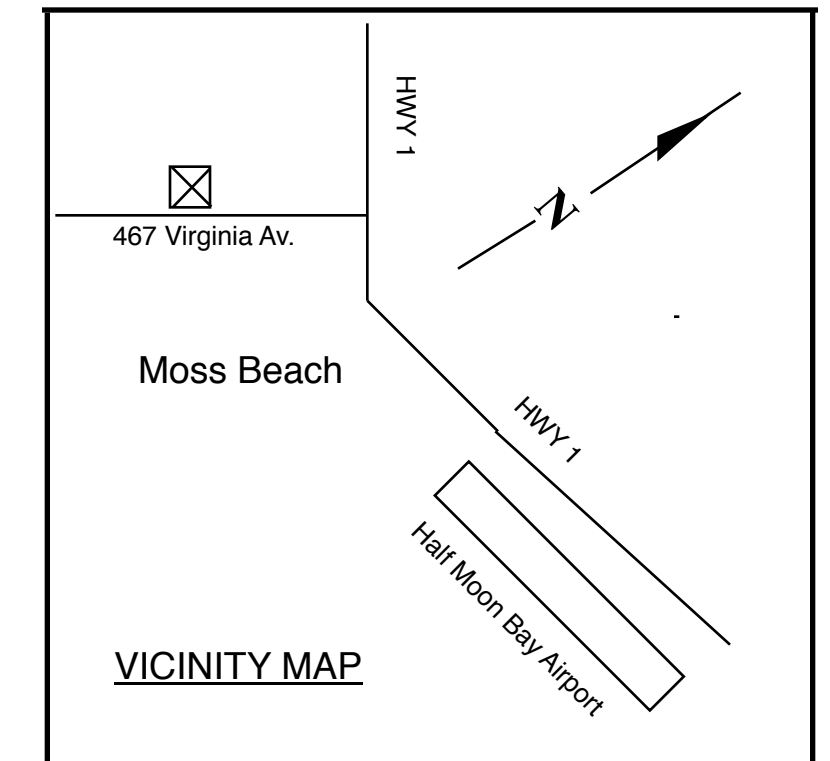 HWY 1
N
467 Virginia Av.
Moss Beach
HWY 1
Half Moon Bay Airport
VICINITY MAP